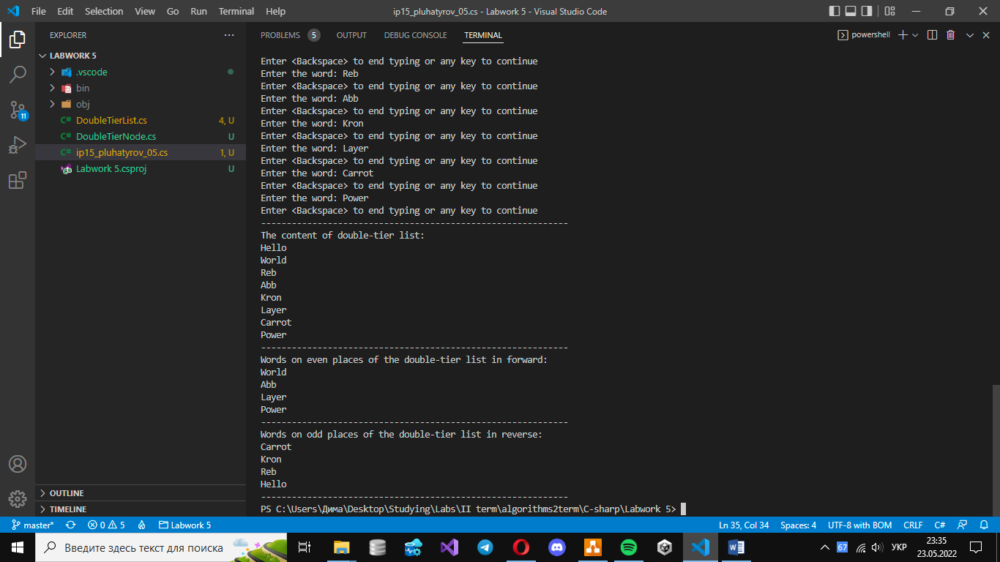 File Edit Selection View Go Run Terminal Help
ip15_pluhatyrov_05.cs - Labwork 5 - Visual Studio Code
EXPLORER
LABWORK 5
.vscode
bin
obj
DoubleTierList.cs 4, U
DoubleTierNode.cs U
ip15_pluhatyrov_05.cs 1, U
Labwork 5.csproj U
11
OUTLINE
TIMELINE
PROBLEMS 5 OUTPUT DEBUG CONSOLE TERMINAL
powershell
Enter <Backspace> to end typing or any key to continue
Enter the word: Reb
Enter <Backspace> to end typing or any key to continue
Enter the word: Abb
Enter <Backspace> to end typing or any key to continue
Enter the word: Kron
Enter <Backspace> to end typing or any key to continue
Enter the word: Layer
Enter <Backspace> to end typing or any key to continue
Enter the word: Carrot
Enter <Backspace> to end typing or any key to continue
Enter the word: Power
Enter <Backspace> to end typing or any key to continue
------------------------------------------------------------
The content of double-tier list:
Hello
World
Reb
Abb
Kron
Layer
Carrot
Power
------------------------------------------------------------
Words on even places of the double-tier list in forward:
World
Abb
Layer
Power
------------------------------------------------------------
Words on odd places of the double-tier list in reverse:
Carrot
Kron
Reb
Hello
------------------------------------------------------------
PS C:\Users\Дима\Desktop\Studying\Labs\II term\algorithms2term\C-sharp\Labwork 5>
master* 0 5 Labwork 5 Ln 35, Col 34 Spaces: 4 UTF-8 with BOM CRLF C#
Введите здесь текст для поиска
67 УКР
23:35
23.05.2022